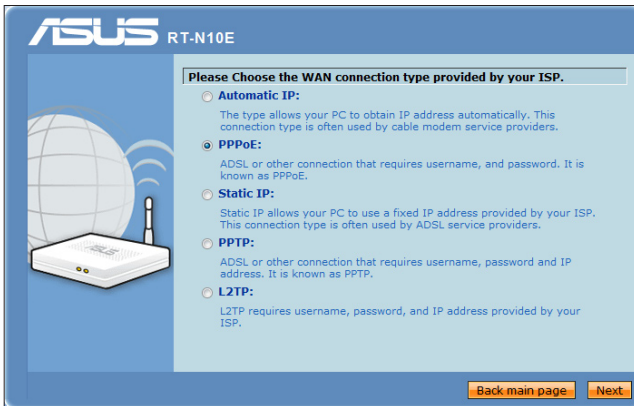 ASUS RT-N10E
Please Choose the WAN connection type provided by your ISP.
Automatic IP:
The type allows your PC to obtain IP address automatically. This
connection type is often used by cable modem service providers.
PPPoE:
ADSL or other connection that requires username, and password. It is
known as PPPoE.
Static IP:
Static IP allows your PC to use a fixed IP address provided by your ISP.
This connection type is often used by ADSL service providers.
PPTP:
ADSL or other connection that requires username, password and IP
address. It is known as PPTP.
L2TP:
L2TP requires username, password, and IP address provided by your
ISP.
ASUS
Back main page Next